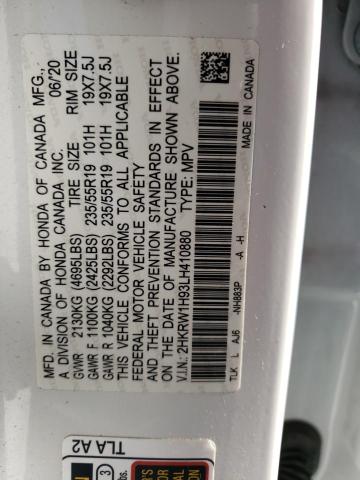 MFD. IN CANADA BY HONDA OF CANADA MFG., 06/20
A DIVISION OF HONDA CANADA INC.
TIRE SIZE RIM SIZE
GVWR 2130KG (4695LBS)
GAWR F 1100KG (2425LBS) 235/55R19 101H 19X7.5J
GAWR R 1040KG (2292LBS) 235/55R19 101H 19X7.5J
THIS VEHICLE CONFORMS TO ALL APPLICABLE
FEDERAL MOTOR VEHICLE SAFETY
AND THEFT PREVENTION STANDARDS IN EFFECT
ON THE DATE OF MANUFACTURE SHOWN ABOVE.
V.I.N.: 2HKRW1H93LH410880 TYPE: MPV
MADE IN CANADA
TLK L AJ6 -NH883P -A -H
TLA A2
3